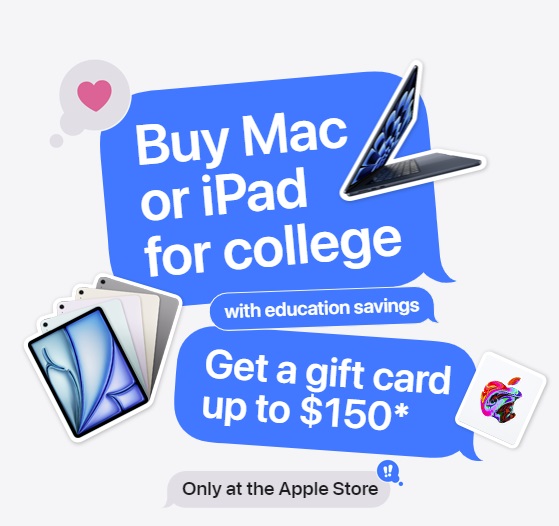 Buy Mac
or iPad
for college
with education savings
Get a gift card
up to $150*
Only at the Apple Store
!!